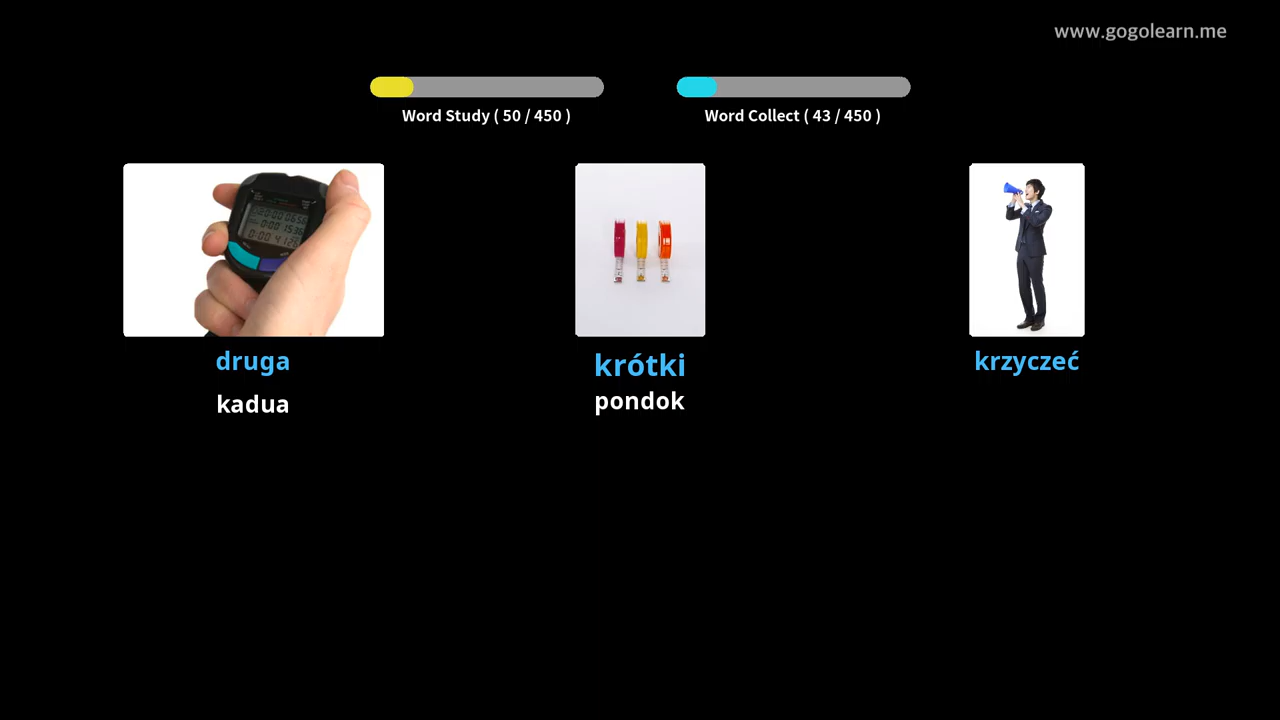 www.gogolearn.me
Word Study ( 50 / 450 )
Word Collect ( 43 / 450 )
druga
krótki
krzyczeć
kadua
pondok